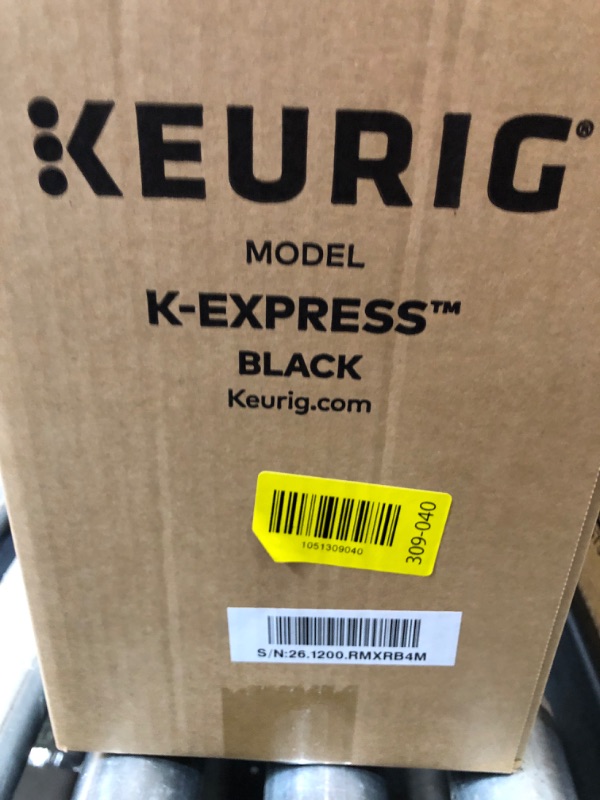 KEURIG®
MODEL
K-EXPRESS™
BLACK
Keurig.com
1051309040
309-040
S/N:26.1200.RMXRB4M